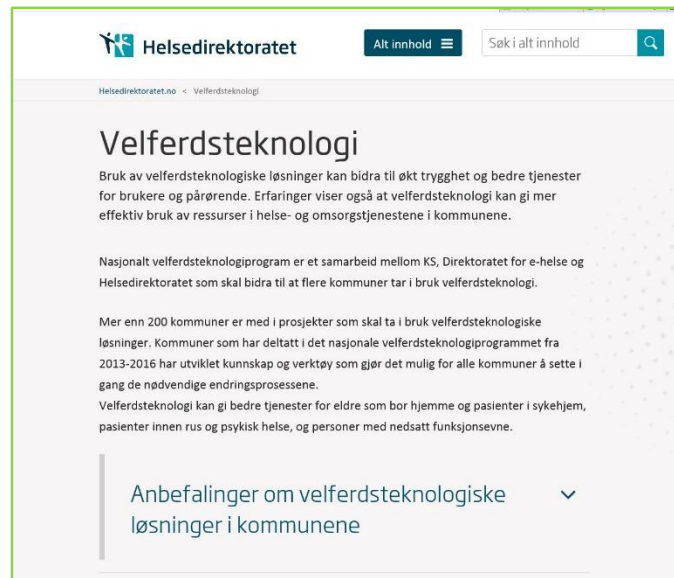 Helsedirektoratet
Alt innhold
Søk i alt innhold
Helsedirektoratet.no < Velferdsteknologi
Velferdsteknologi
Bruk av velferdsteknologiske løsninger kan bidra til økt trygghet og bedre tjenester
for brukere og pårørende. Erfaringer viser også at velferdsteknologi kan gi mer
effektiv bruk av ressurser i helse- og omsorgstjenestene i kommunene.
Nasjonalt velferdsteknologiprogram er et samarbeid mellom KS, Direktoratet for e-helse og
Helsedirektoratet som skal bidra til at flere kommuner tar i bruk velferdsteknologi.
Mer enn 200 kommuner er med i prosjekter som skal ta i bruk velferdsteknologiske
løsninger. Kommuner som har deltatt i det nasjonale velferdsteknologiprogrammet fra
2013-2016 har utviklet kunnskap og verktøy som gjør det mulig for alle kommuner å sette i
gang de nødvendige endringsprosessene.
Velferdsteknologi kan gi bedre tjenester for eldre som bor hjemme og pasienter i sykehjem,
pasienter innen rus og psykisk helse, og personer med nedsatt funksjonsevne.
Anbefalinger om velferdsteknologiske
løsninger i kommunene